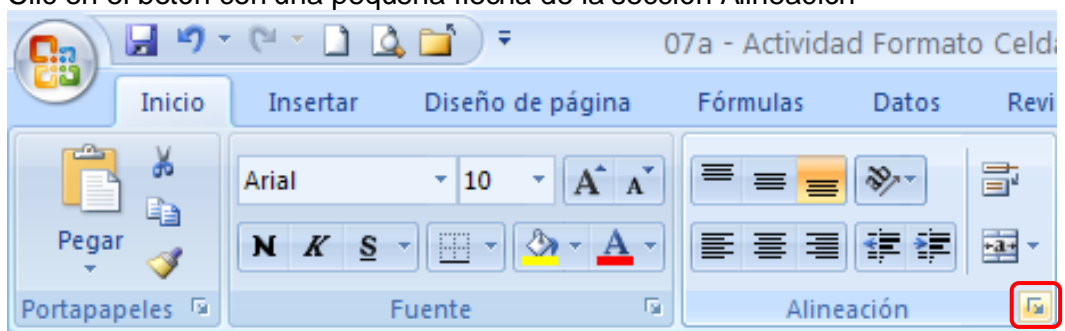 Clic en el botón con una pequeña flecha de la sección Alineación
07a - Actividad Formato Celda
Inicio Insertar Diseño de página Fórmulas Datos Revi
Arial 10 A A
Pegar N K S A
Portapapeles Fuente Alineación